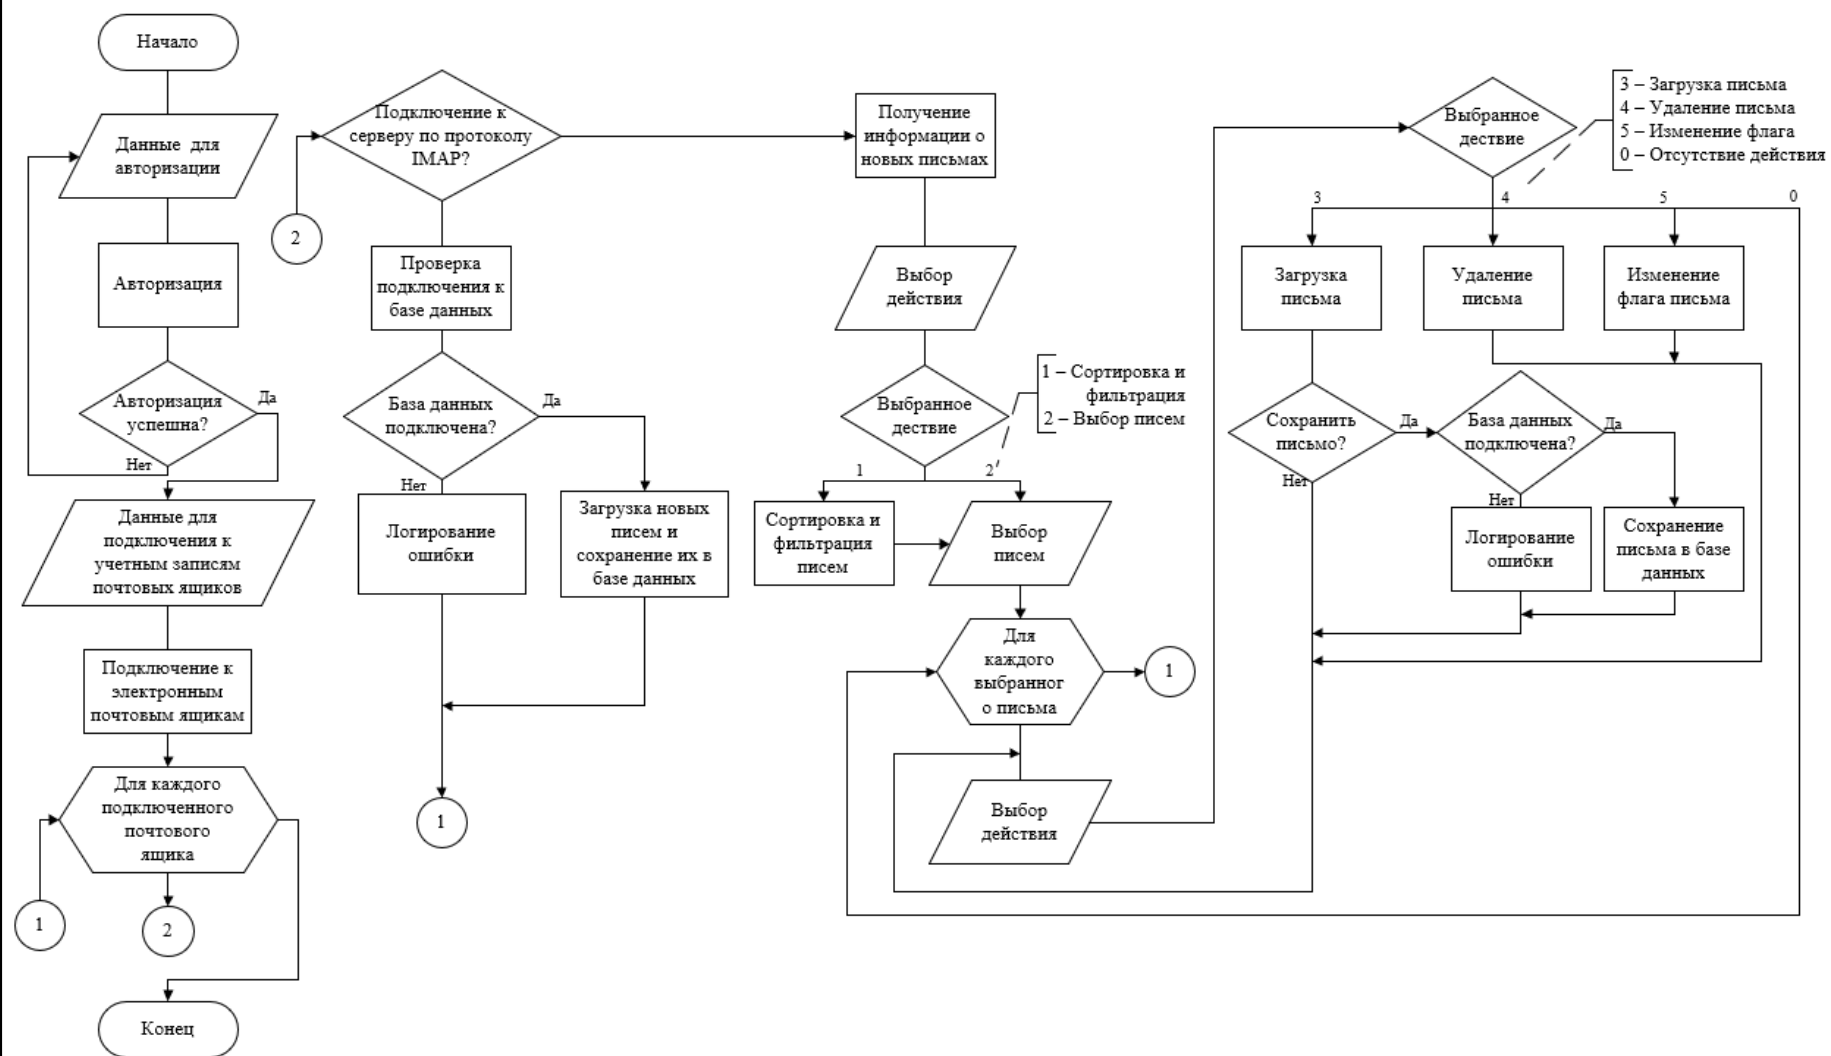 Начало
Данные для
авторизации
Авторизация
Авторизация
успешна?
Да
Нет
Данные для
подключения к
учетным записям
почтовых ящиков
Подключение к
электронным
почтовым ящикам
Для каждого
подключенного
почтового
ящика
1
2
Конец
Подключение к
серверу по протоколу
IMAP?
2
Проверка
подключения к
базе данных
База данных
подключена?
Да
Нет
Логирование
ошибки
Загрузка новых
писем и
сохранение их в
базе данных
1
Получение
информации о
новых письмах
Выбор
действия
Выбранное
дествие
1 – Сортировка и
фильтрация
2 – Выбор писем
1
2
Сортировка и
фильтрация
писем
Выбор
писем
Для
каждого
выбранног
о письма
1
Выбор
действия
Выбранное
дествие
3 – Загрузка письма
4 – Удаление письма
5 – Изменение флага
0 – Отсутствие действия
3
4
5
0
Загрузка
письма
Удаление
письма
Изменение
флага письма
Сохранить
письмо?
Да
Нет
База данных
подключена?
Да
Нет
Логирование
ошибки
Сохранение
письма в базе
данных